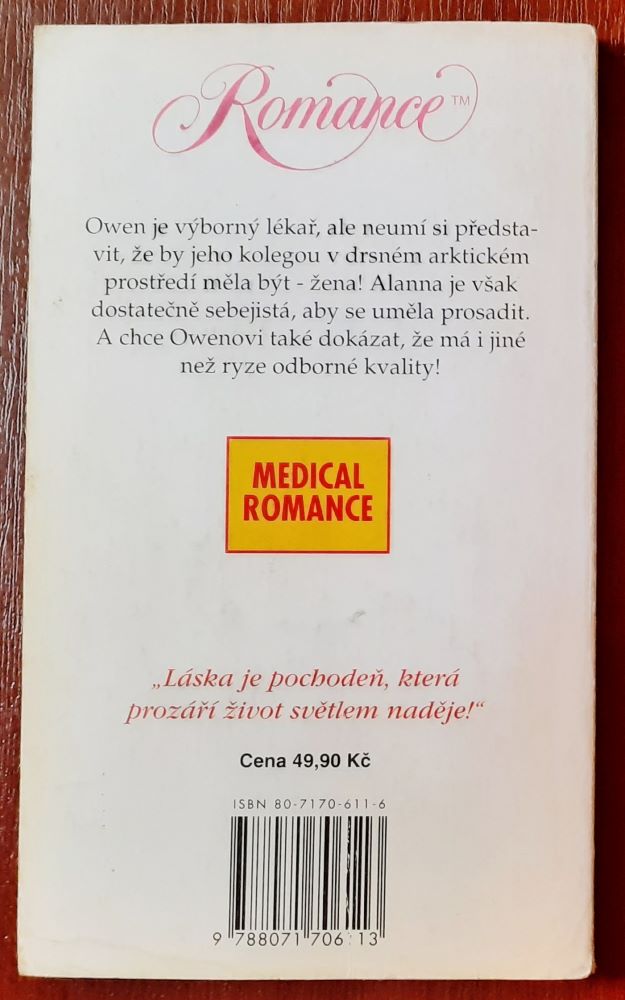 Romance™
Owen je výborný lékař, ale neumí si předsta-
vit, že by jeho kolegou v drsném arktickém
prostředí měla být - žena! Alanna je však
dostatečně sebejistá, aby se uměla prosadit.
A chce Owenovi také dokázat, že má i jiné
než ryze odborné kvality!
MEDICAL
ROMANCE
„Láska je pochodeň, která
prozáří život světlem naděje!“
Cena 49,90 Kč
ISBN 80-7170-611-6
9 788071 706113